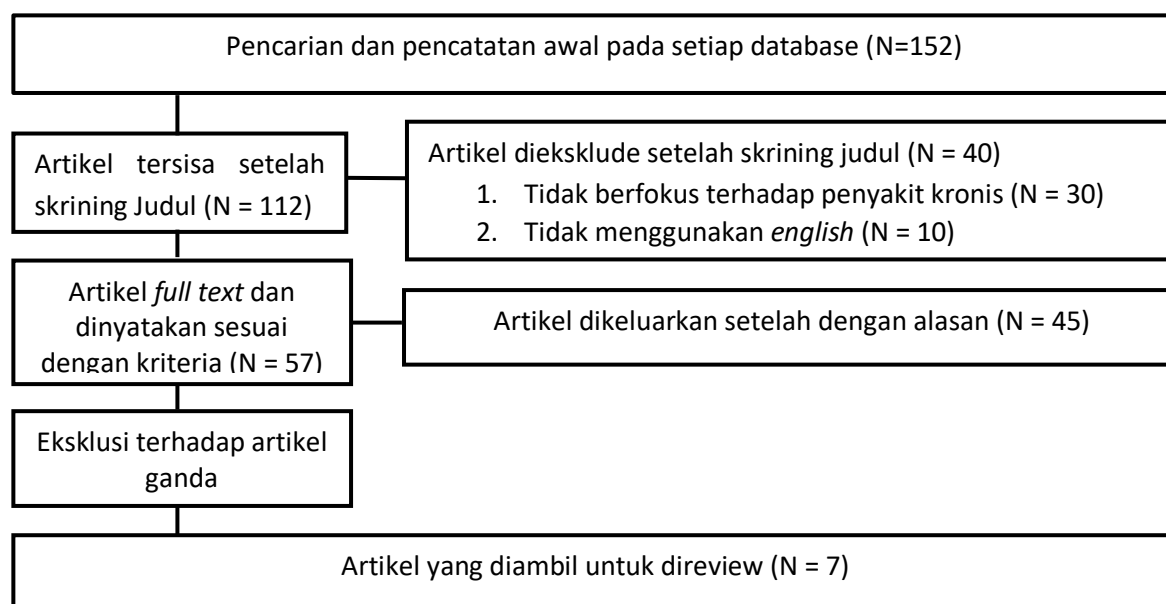 Pencarian dan pencatatan awal pada setiap database (N=152)
Artikel tersisa setelah
skrining Judul (N = 112)
Artikel dieksklude setelah skrining judul (N = 40)
1. Tidak berfokus terhadap penyakit kronis (N = 30)
2. Tidak menggunakan english (N = 10)
Artikel full text dan
dinyatakan sesuai
dengan kriteria (N = 57)
Artikel dikeluarkan setelah dengan alasan (N = 45)
Eksklusi terhadap artikel
ganda
Artikel yang diambil untuk direview (N = 7)